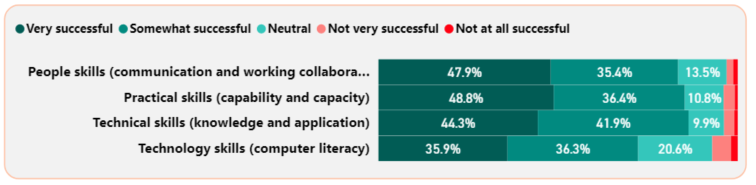 Very successful Somewhat successful Neutral Not very successful Not at all successful
People skills (communication and working collabora... 47.9% 35.4% 13.5%
Practical skills (capability and capacity) 48.8% 36.4% 10.8%
Technical skills (knowledge and application) 44.3% 41.9% 9.9%
Technology skills (computer literacy) 35.9% 36.3% 20.6%